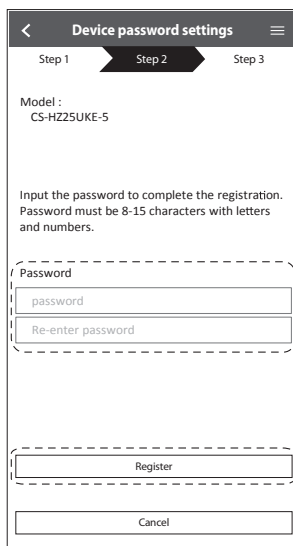 Device password settings
Step 1 Step 2 Step 3
Model :
CS-HZ25UKE-5
Input the password to complete the registration.
Password must be 8-15 characters with letters
and numbers.
Password
password
Re-enter password
Register
Cancel